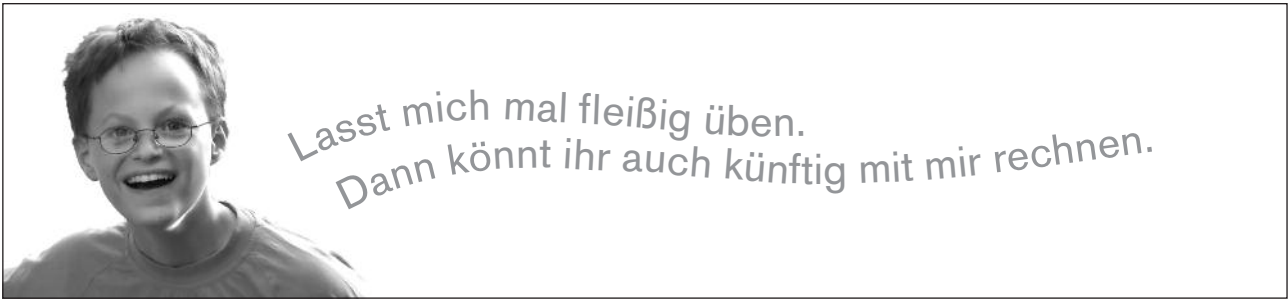 Lasst mich mal fleißig üben.
Dann könnt ihr auch künftig mit mir rechnen.